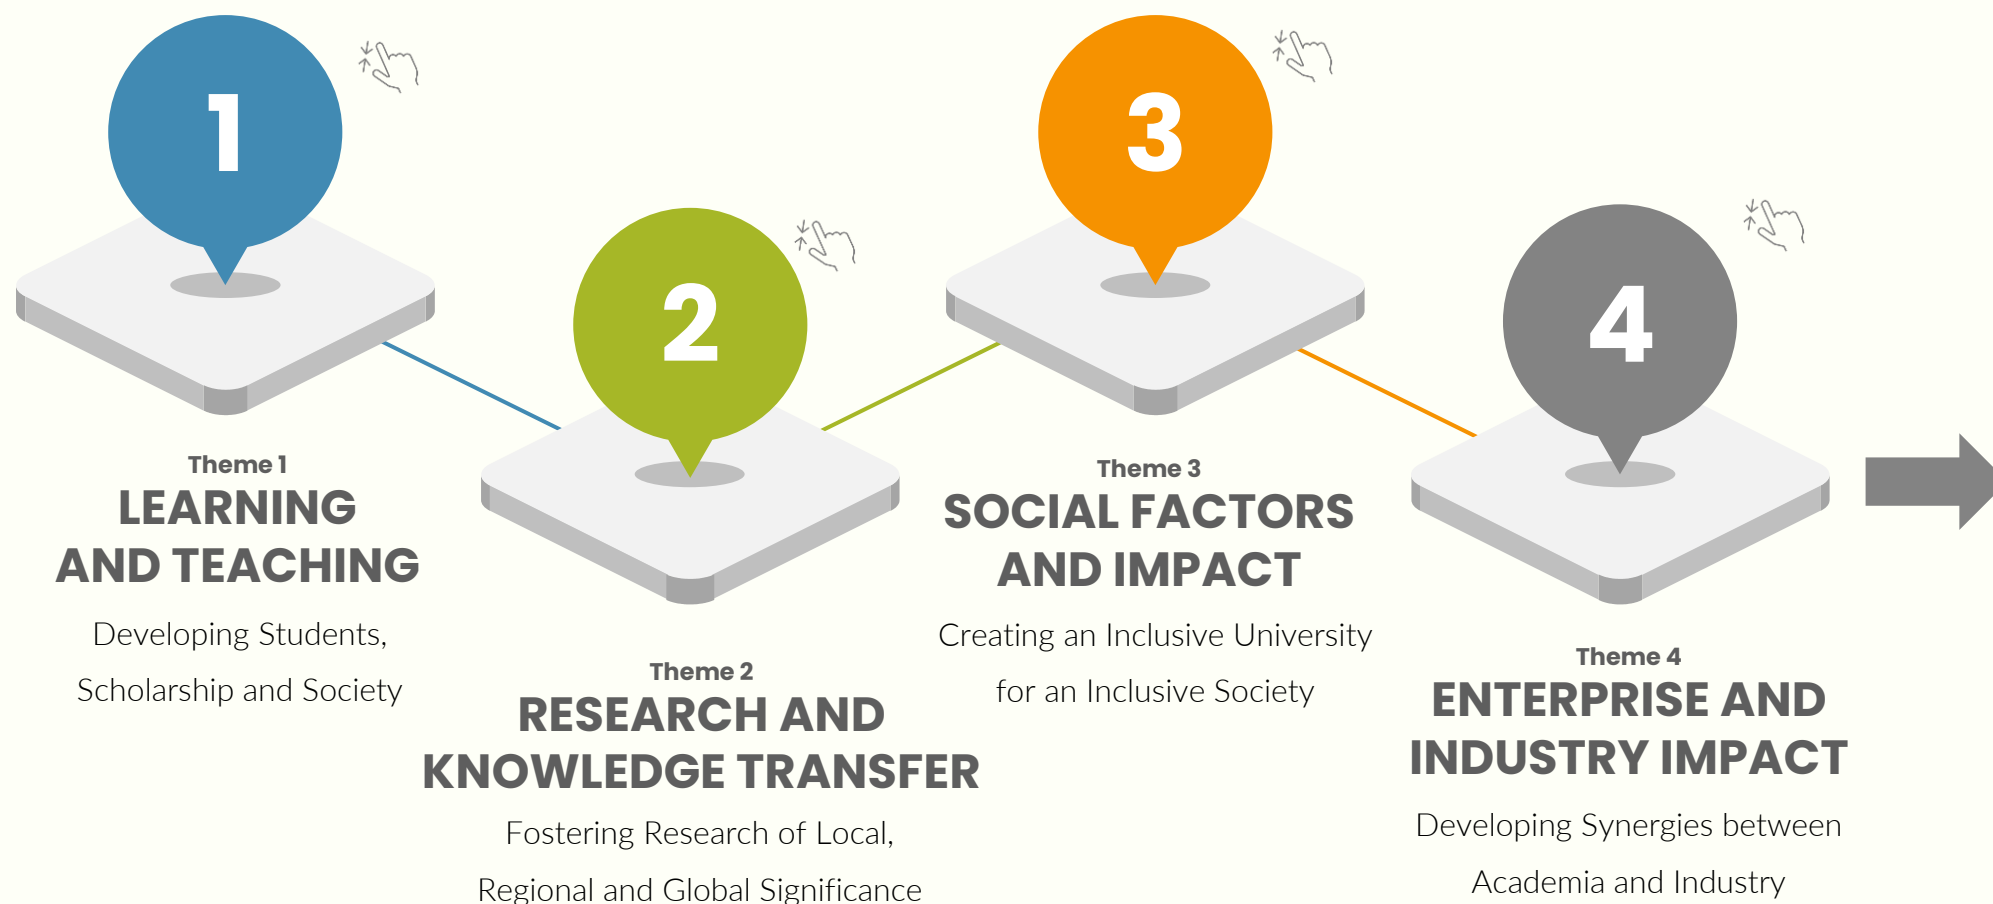 1
Theme 1
LEARNING
AND TEACHING
Developing Students,
Scholarship and Society
2
Theme 2
RESEARCH AND
KNOWLEDGE TRANSFER
Fostering Research of Local,
Regional and Global Significance
3
Theme 3
SOCIAL FACTORS
AND IMPACT
Creating an Inclusive University
for an Inclusive Society
4
Theme 4
ENTERPRISE AND
INDUSTRY IMPACT
Developing Synergies between
Academia and Industry